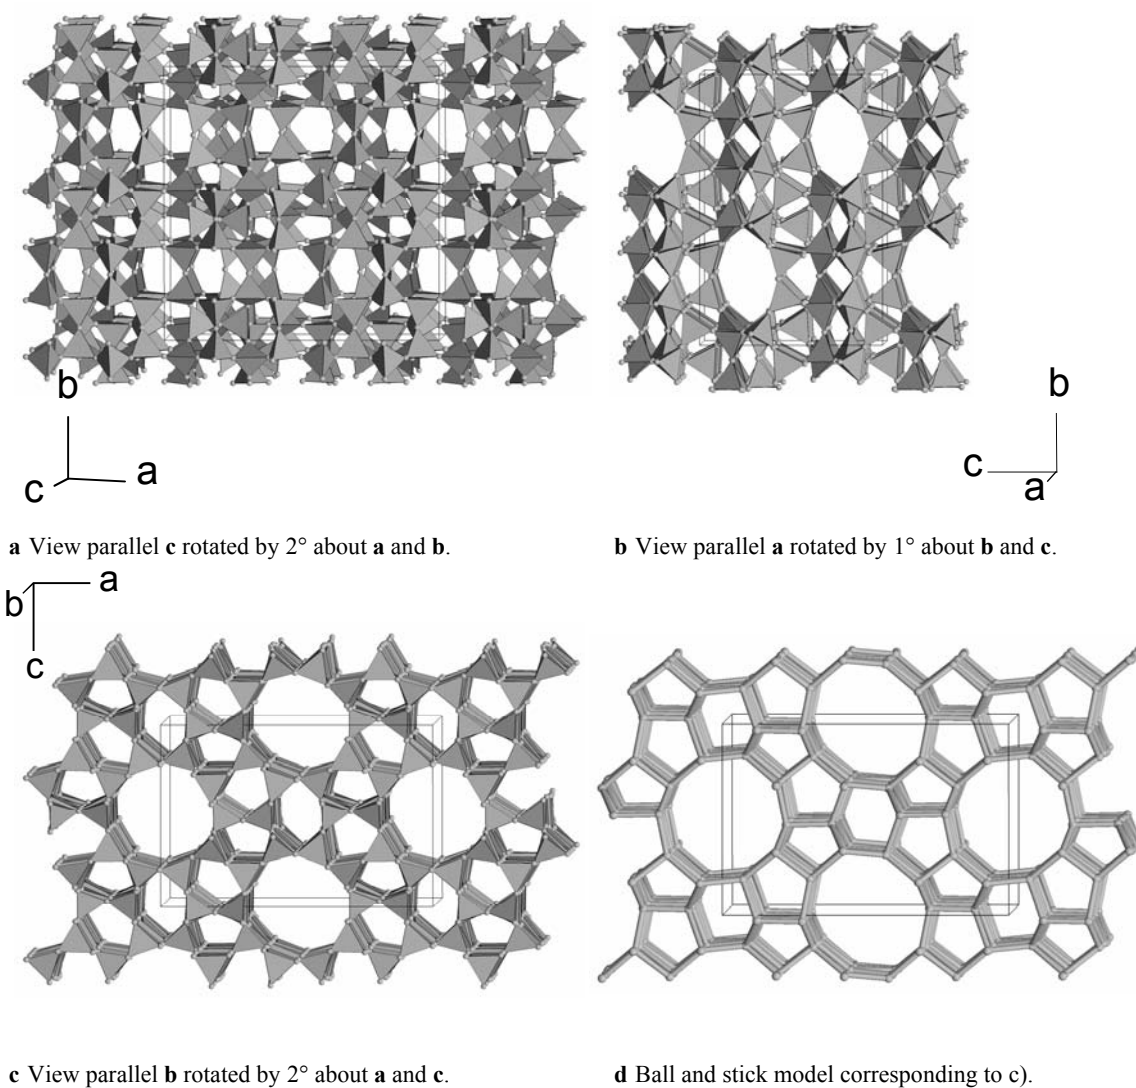 b
c
a
b
c
a
a View parallel c rotated by 2° about a and b.
b View parallel a rotated by 1° about b and c.
a
b
c
c View parallel b rotated by 2° about a and c.
d Ball and stick model corresponding to c).